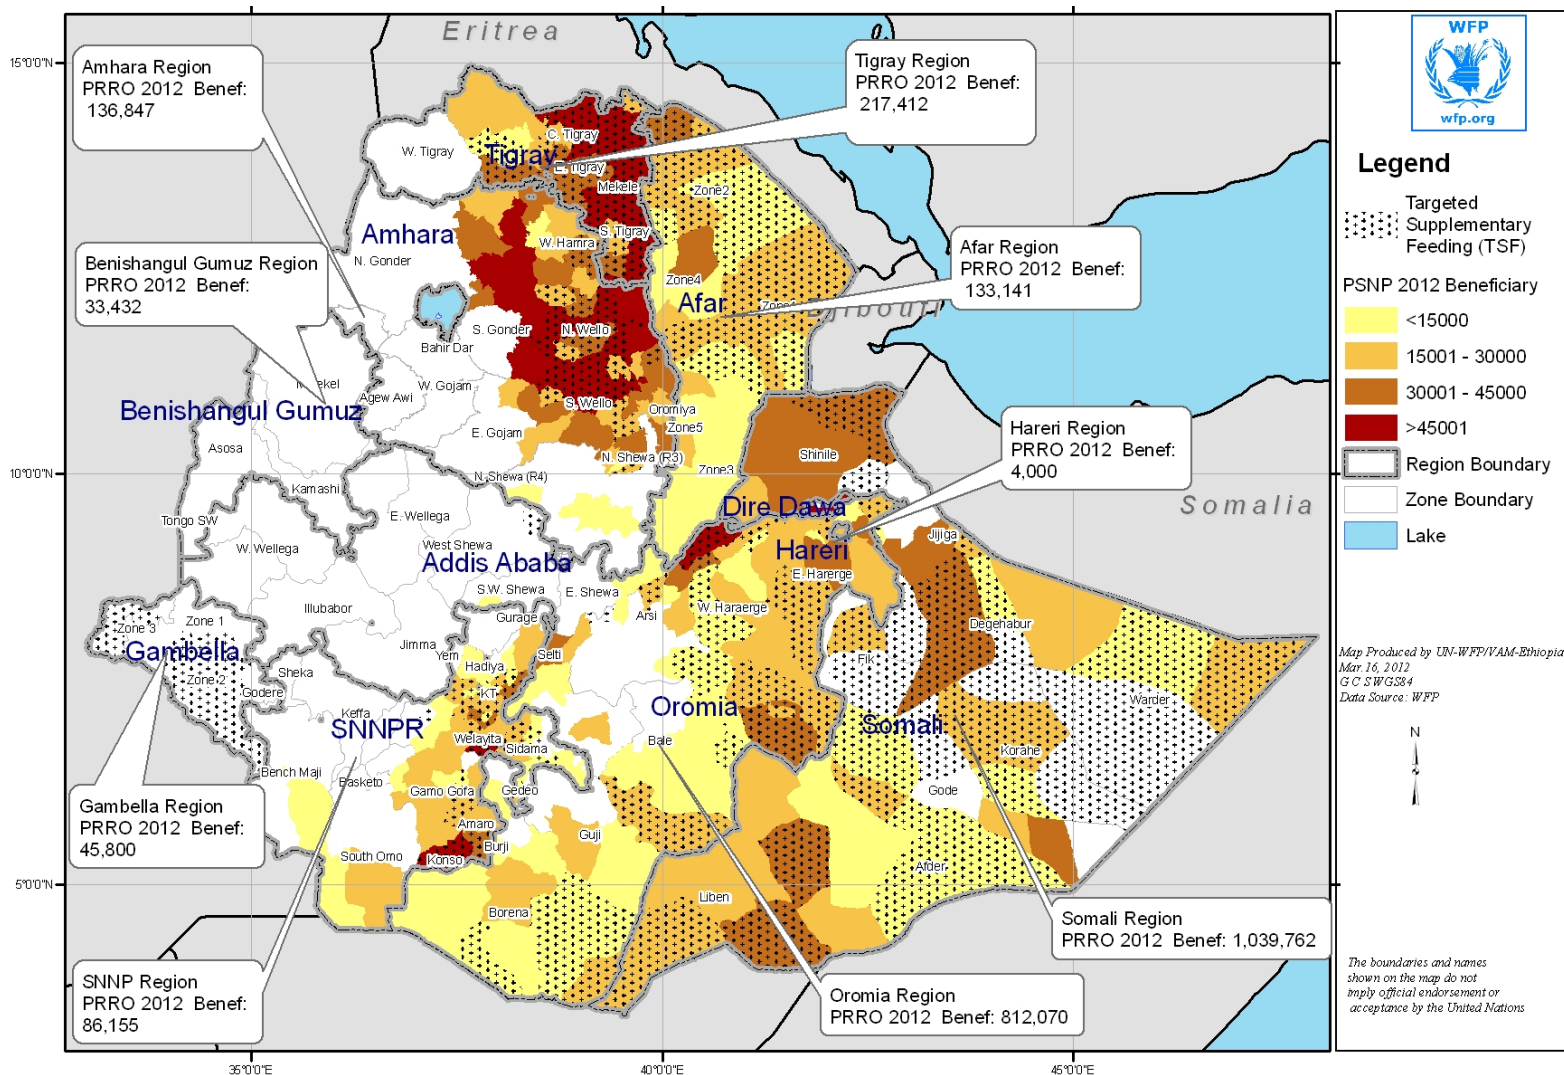 Eritrea
Amhara Region
PRRO 2012 Benef:
136,847
Tigray Region
PRRO 2012 Benef:
217,412
Benishangul Gumuz Region
PRRO 2012 Benef:
33,432
Afar Region
PRRO 2012 Benef:
133,141
Hareri Region
PRRO 2012 Benef:
4,000
Gambella Region
PRRO 2012 Benef:
45,800
SNNP Region
PRRO 2012 Benef:
86,155
Oromia Region
PRRO 2012 Benef: 812,070
Somali Region
PRRO 2012 Benef: 1,039,762
15°0'0"N
10°0'0"N
5°0'0"N
35°0'0"E
40°0'0"E
45°0'0"E
Djibouti
Somalia
Tigray
Amhara
Afar
Benishangul Gumuz
Dire Dawa
Hareri
Addis Ababa
Gambella
SNNPR
Oromia
Somali
W. Tigray
C. Tigray
E. Tigray
Mekele
S. Tigray
Zone2
N. Gonder
W. Hamra
Zone4
S. Gonder
N. Wello
Bahir Dar
W. Gojam
Agew Awi
S. Wello
Oromiya
Zone5
E. Gojam
N. Shewa (R3)
Zone3
N. Shewa (R4)
Shinile
Asosa
Kamashi
Tongo SW
E. Wellega
W. Wellega
West Shewa
S.W. Shewa
E. Shewa
Arsi
W. Haraerge
E. Harerge
Jijiga
Degehabur
Fik
Warder
Korahe
Gode
Afder
Liben
Illubabor
Jimma
Yem
Gurage
Hadiya
Selti
KT
Zone 3
Zone 1
Zone 2
Godere
Sheka
Keffa
Bench Maji
Basketo
Welayita
Sidama
Gamo Gofa
Gedeo
Amaro
Burji
Konso
South Omo
Guji
Borena
Bale
WFP
wfp.org
Legend
Targeted
Supplementary
Feeding (TSF)
PSNP 2012 Beneficiary
<15000
15001 - 30000
30001 - 45000
>45001
Region Boundary
Zone Boundary
Lake
Map Produced by UN-WFP/VAM-Ethiopia
Mar. 16, 2012
G C S WGS84
Data Source: WFP
N
The boundaries and names
shown on the map do not
imply official endorsement or
acceptance by the United Nations